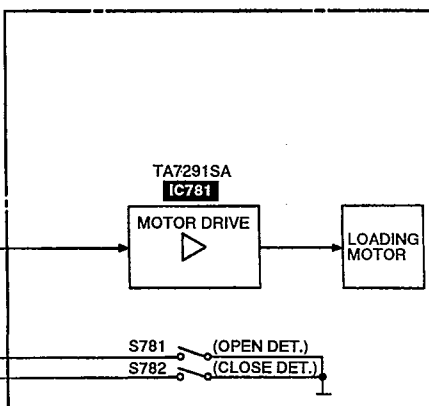 TA7291SA
IC781
MOTOR DRIVE
LOADING
MOTOR
S781 (OPEN DET.)
S782 (CLOSE DET.)